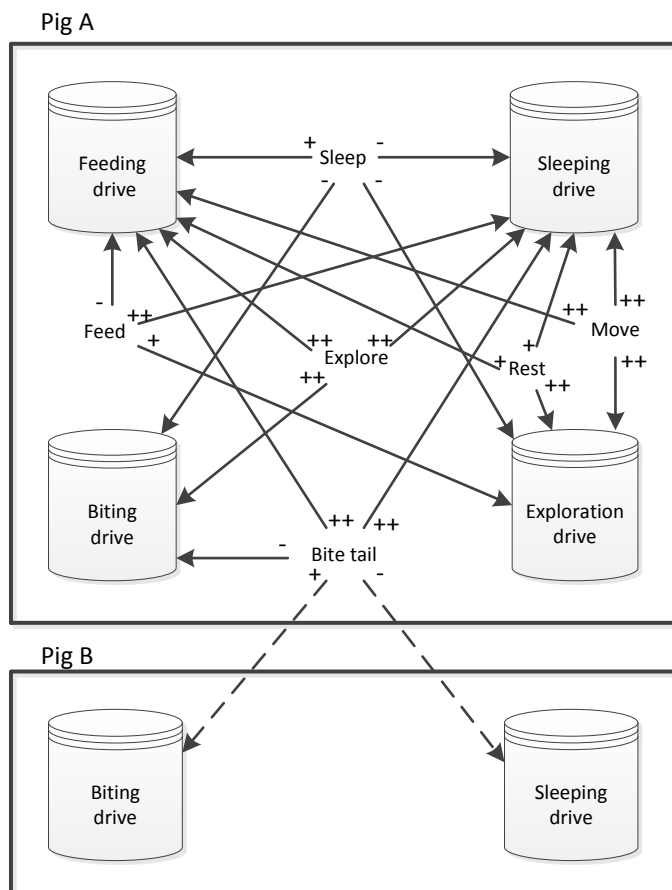 Pig A
Feeding
drive
+
Sleep
-
-
-
Sleeping
drive
-
Feed
++
+
++
Explore
++
++
+
+
Rest
++
++
Move
++
++
Biting
drive
Exploration
drive
++
++
-
Bite tail
+
-
Pig B
Biting
drive
Sleeping
drive